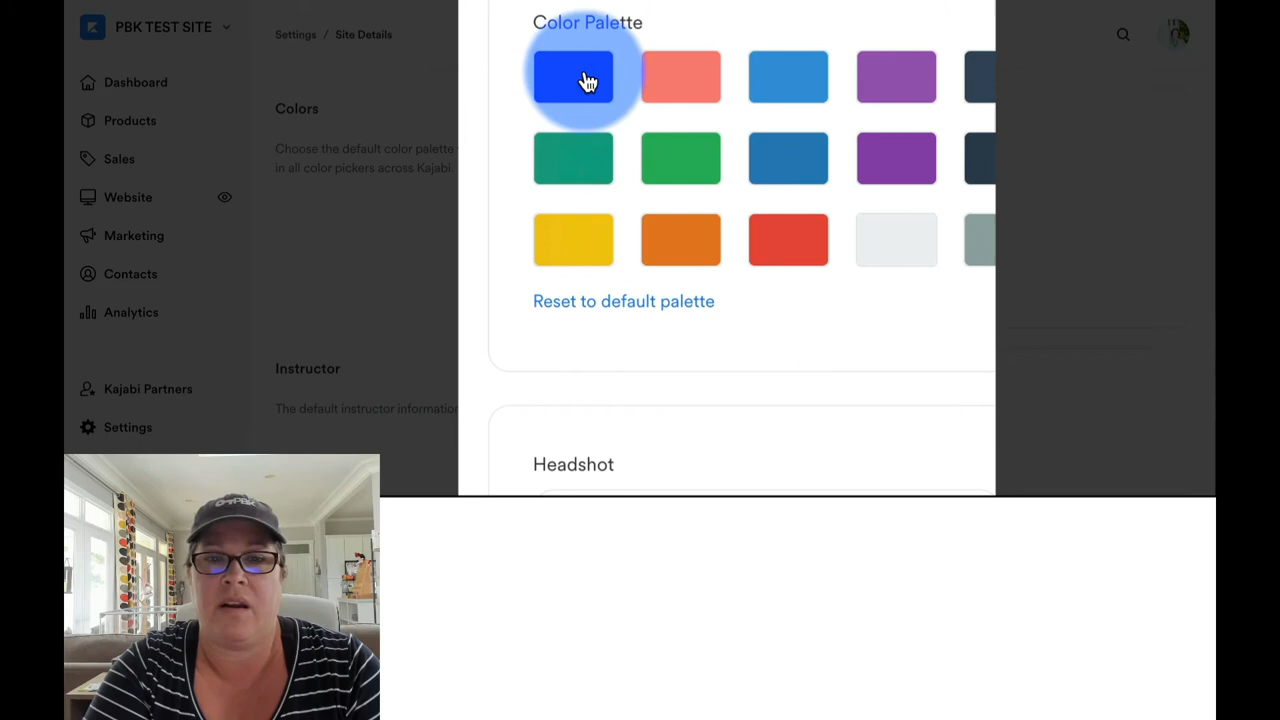 PBK TEST SITE
Settings / Site Details
Dashboard
Products
Sales
Website
Marketing
Contacts
Analytics
Kajabi Partners
Settings
Colors
Choose the default color palette
in all color pickers across Kajabi.
Instructor
The default instructor information
Color Palette
Reset to default palette
Headshot